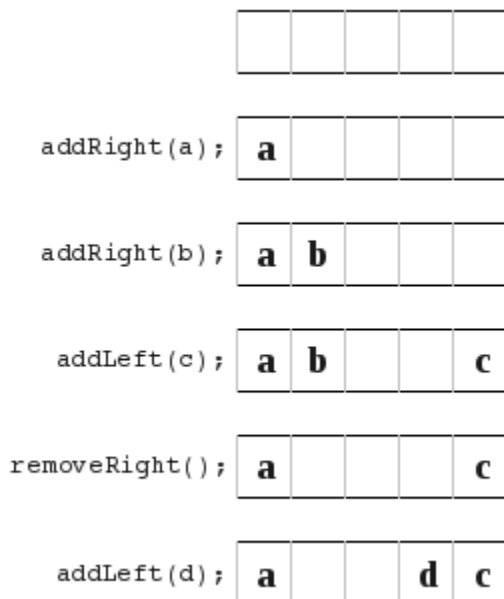 addRight(a); a
addRight(b); a b
addLeft(c); a b c
removeRight(); a c
addLeft(d); a d c